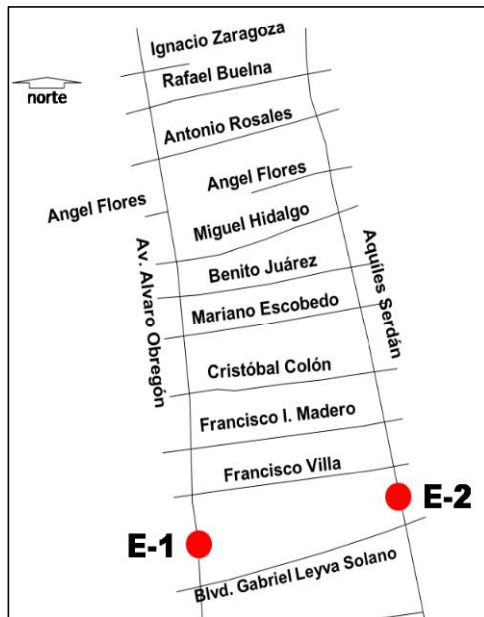 Ignacio Zaragoza
Rafael Buelna
norte
Antonio Rosales
Angel Flores
Angel Flores
Miguel Hidalgo
Av. Alvaro Obregón
Aquíles Serdán
Benito Juárez
Mariano Escobedo
Cristóbal Colón
Francisco I. Madero
Francisco Villa
E-2
E-1
Blvd. Gabriel Leyva Solano